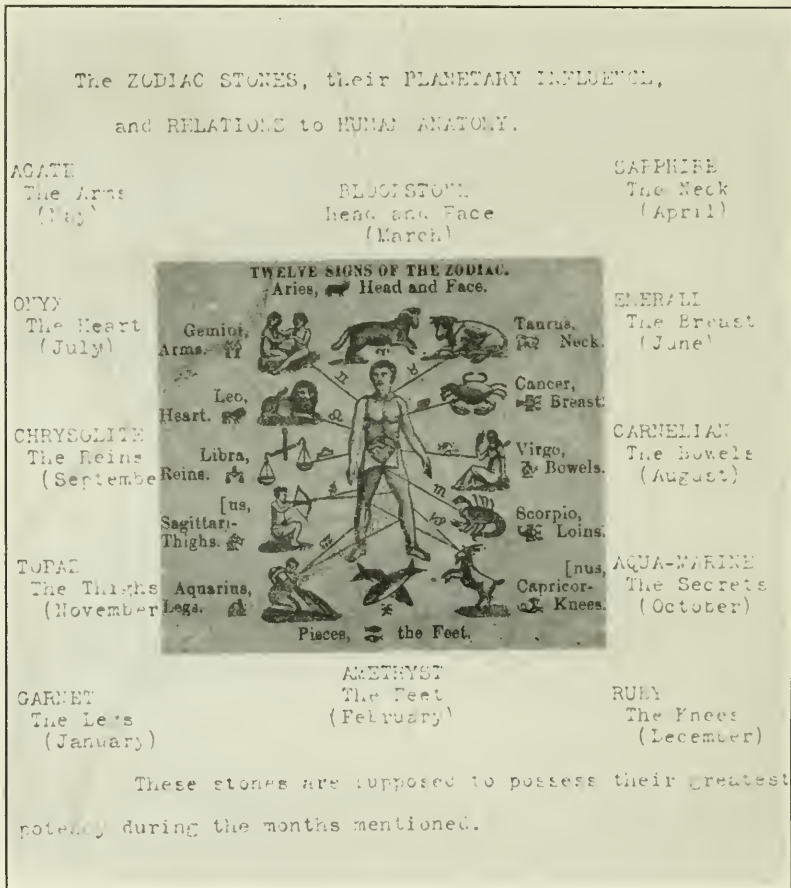 The ZODIAC STONES, their PLANETARY INFLUENCE,
and RELATIONS to HUMAN ANATOMY.
AGATE
The Arms
(May)
BLOODSTONE
Head and Face
(March)
SAPPHIRE
The Neck
(April)
ONYX
The Heart
(July)
EMERALD
The Breast
(June)
CHRYSOLITE
The Reins
(Septembe
CARNELIAN
The Bowels
(August)
TOPAZ
The Thighs
(November
AQUA-MARINE
The Secrets
(October)
TWELVE SIGNS OF THE ZODIAC.
Aries, Head and Face.
Gemini,
Arms.
Taurus,
Neck.
Leo,
Heart.
Cancer,
Breast.
Libra,
Reins.
Virgo,
Bowels.
[us,
Sagittari-
Thighs.
Scorpio,
Loins.
Aquarius,
Legs.
[nus,
Capricor-
Knees.
Pisces, the Feet.
GARNET
The Legs
(January)
AMETHYST
The Feet
(February)
RUBY
The Knees
(December)
These stones are supposed to possess their greatest
potency during the months mentioned.